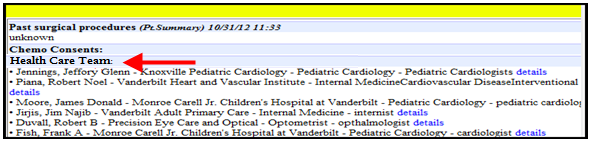 Past surgical procedures (Pt.Summary) 10/31/12 11:33
unknown
Chemo Consents:
Health Care Team:
• Jennings, Jeffory Glenn - Knoxville Pediatric Cardiology - Pediatric Cardiology - Pediatric Cardiologists details
• Piana, Robert Noel - Vanderbilt Heart and Vascular Institute - Internal MedicineCardiovascular DiseaseInterventional
details
• Moore, James Donald - Monroe Carell Jr. Children's Hospital at Vanderbilt - Pediatric Cardiology - pediatric cardiolog
• Jirjis, Jim Najib - Vanderbilt Adult Primary Care - Internal Medicine - internist details
• Duvall, Robert B - Precision Eye Care and Optical - Optometrist - opthalmologist details
• Fish, Frank A - Monroe Carell Jr. Children's Hospital at Vanderbilt - Pediatric Cardiology - cardiologist details